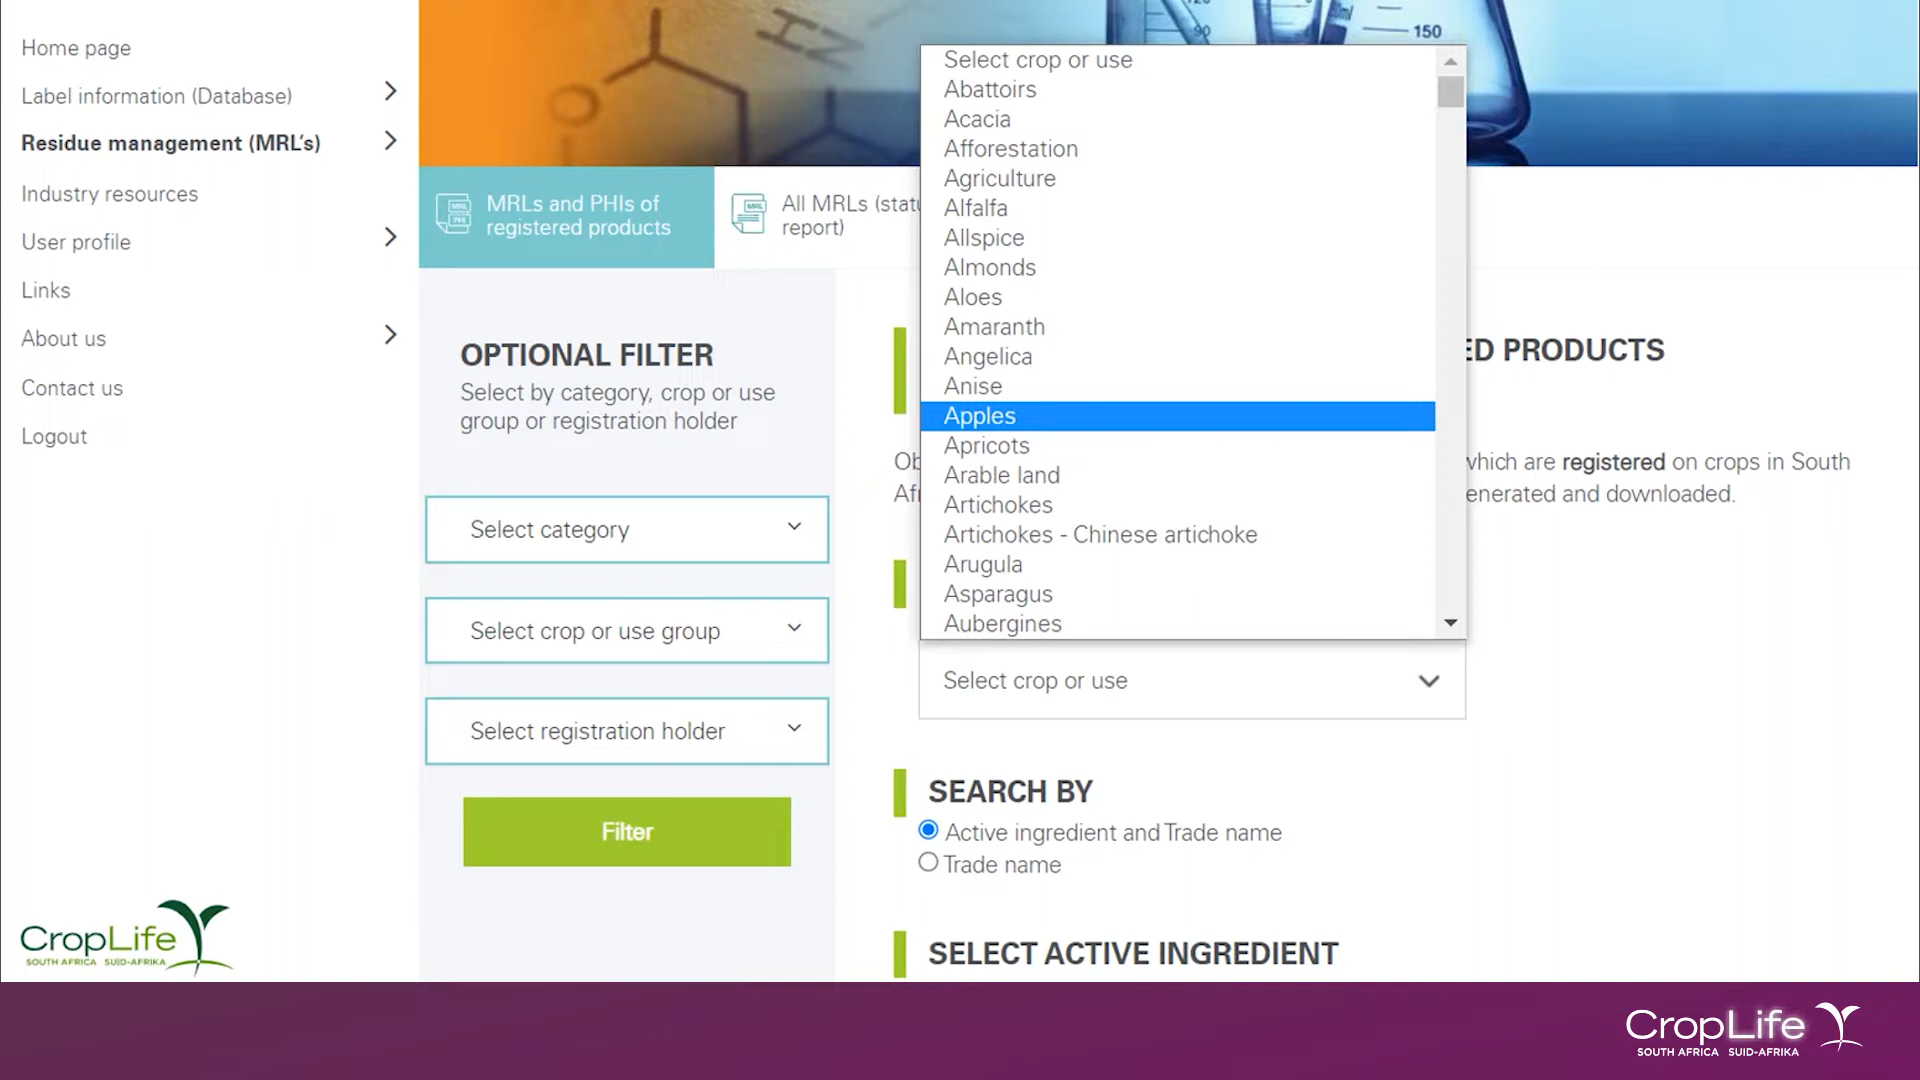 Home page
Label information (Database)
Residue management (MRL's)
Industry resources
User profile
Links
About us
Contact us
Logout
CropLife
SOUTH AFRICA SUID-AFRIKA
HN
O
90
150
MRLs and PHIs of
registered products
All MRLs (statu
report)
OPTIONAL FILTER
Select by category, crop or use
group or registration holder
Select category
Select crop or use group
Select registration holder
Filter
Select crop or use
Abattoirs
Acacia
Afforestation
Agriculture
Alfalfa
Allspice
Almonds
Aloes
Amaranth
Angelica
Anise
Apples
Apricots
Arable land
Artichokes
Artichokes - Chinese artichoke
Arugula
Asparagus
Aubergines
ED PRODUCTS
which are registered on crops in South
enerated and downloaded.
Select crop or use
SEARCH BY
Active ingredient and Trade name
Trade name
SELECT ACTIVE INGREDIENT
CropLife
SOUTH AFRICA SUID-AFRIKA